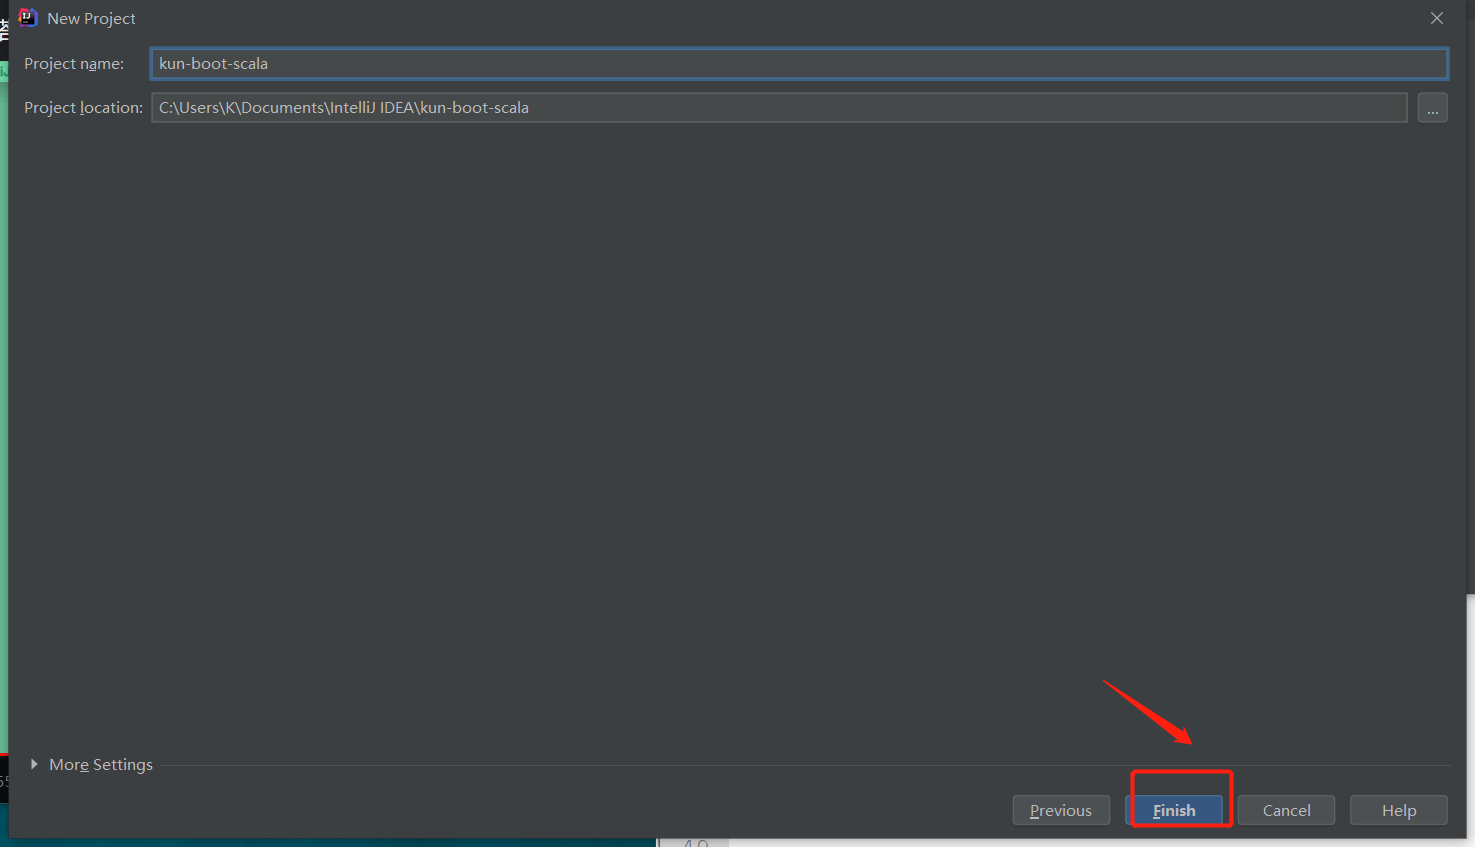 New Project
Project name: kun-boot-scala
Project location: C:\Users\K\Documents\IntelliJ IDEA\kun-boot-scala ...
More Settings
Previous Finish Cancel Help